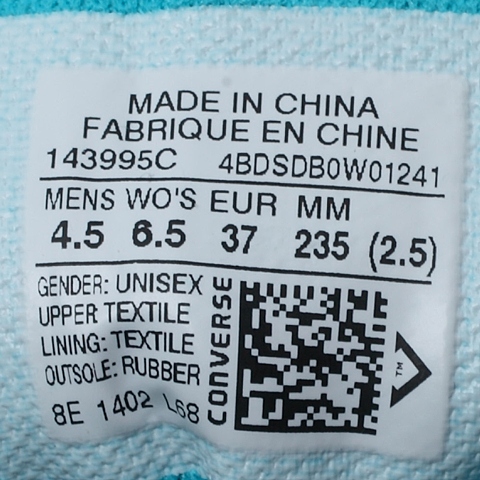 MADE IN CHINA
FABRIQUE EN CHINE
143995C 4BDSDB0W01241
MENS WO'S EUR MM
4.5 6.5 37 235 (2.5)
GENDER: UNISEX
UPPER TEXTILE
LINING: TEXTILE
OUTSOLE: RUBBER
8E 1402 L68
CONVERSE
TM